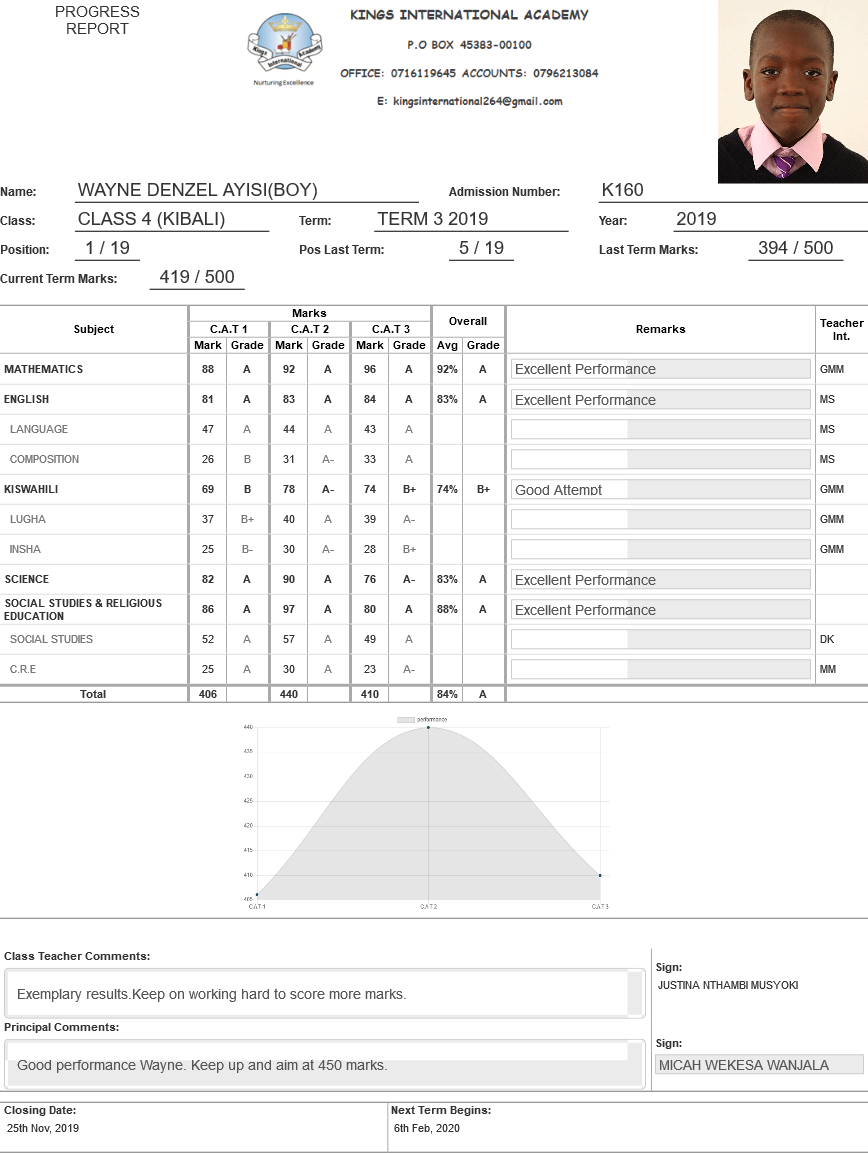 PROGRESS
REPORT
KINGS INTERNATIONAL ACADEMY
P.O BOX 45383-00100
OFFICE: 0716119645 ACCOUNTS: 0796213084
E: kingsinternational264@gmail.com
Kings International Academy
Nurturing Excellence
Name: WAYNE DENZEL AYISI(BOY) Admission Number: K160
Class: CLASS 4 (KIBALI) Term: TERM 3 2019 Year: 2019
Position: 1 / 19 Pos Last Term: 5 / 19 Last Term Marks: 394 / 500
Current Term Marks: 419 / 500
Subject Marks Overall Remarks Teacher Int.
C.A.T 1 C.A.T 2 C.A.T 3
Mark Grade Mark Grade Mark Grade Avg Grade
MATHEMATICS 88 A 92 A 96 A 92% A Excellent Performance GMM
ENGLISH 81 A 83 A 84 A 83% A Excellent Performance MS
LANGUAGE 47 A 44 A 43 A MS
COMPOSITION 26 B 31 A- 33 A MS
KISWAHILI 69 B 78 A- 74 B+ 74% B+ Good Attempt GMM
LUGHA 37 B+ 40 A 39 A- GMM
INSHA 25 B- 30 A- 28 B+ GMM
SCIENCE 82 A 90 A 76 A- 83% A Excellent Performance
SOCIAL STUDIES & RELIGIOUS
EDUCATION 86 A 97 A 80 A 88% A Excellent Performance
SOCIAL STUDIES 52 A 57 A 49 A DK
C.R.E 25 A 30 A 23 A- MM
Total 406 440 410 84% A
performance
440
435
430
425
420
415
410
405
C.A.T 1 C.A.T 2 C.A.T 3
Class Teacher Comments:
Exemplary results.Keep on working hard to score more marks.
Sign:
JUSTINA NTHAMBI MUSYOKI
Principal Comments:
Good performance Wayne. Keep up and aim at 450 marks.
Sign:
MICAH WEKESA WANJALA
Closing Date: Next Term Begins:
25th Nov, 2019 6th Feb, 2020